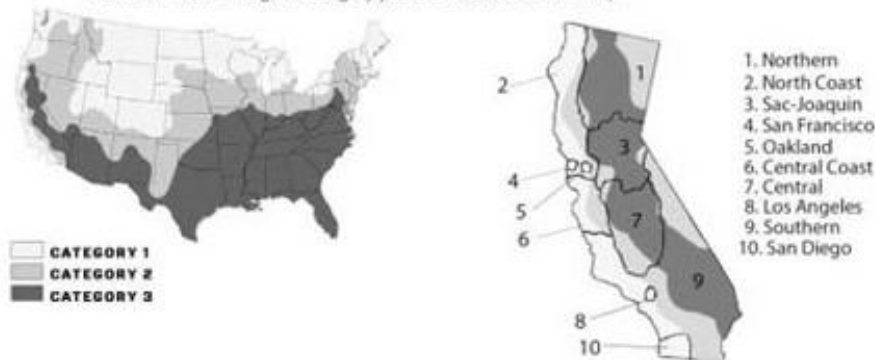 CATEGORY 1
CATEGORY 2
CATEGORY 3
1
2
3
4
5
6
7
8
9
10
1. Northern
2. North Coast
3. Sac-Joaquin
4. San Francisco
5. Oakland
6. Central Coast
7. Central
8. Los Angeles
9. Southern
10. San Diego